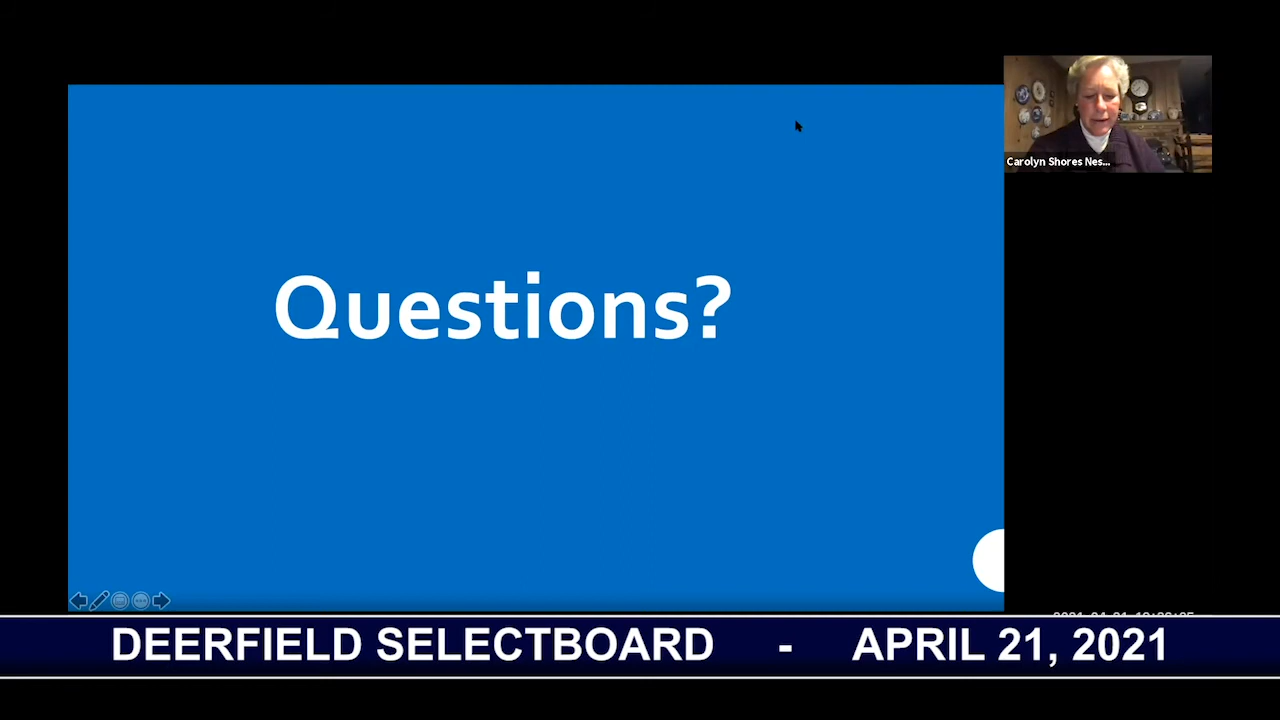 Carolyn Shores Nes...
Questions?
DEERFIELD SELECTBOARD - APRIL 21, 2021